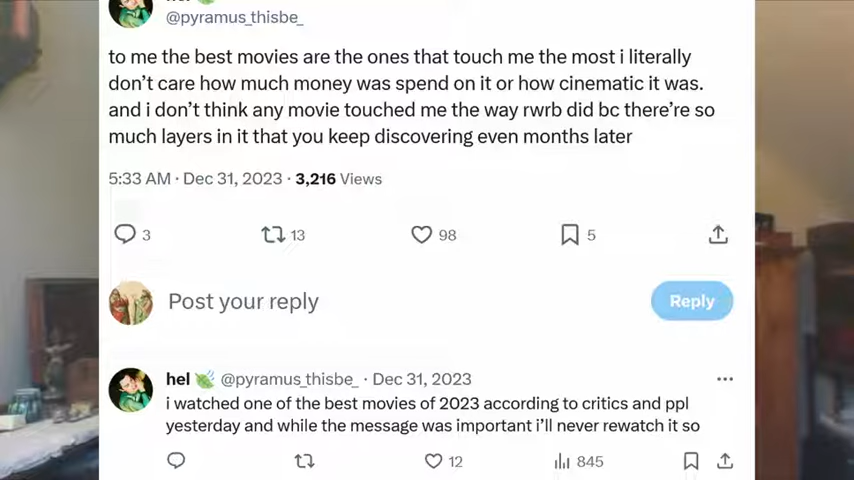 @pyramus_thisbe_
to me the best movies are the ones that touch me the most i literally
don’t care how much money was spend on it or how cinematic it was.
and i don’t think any movie touched me the way rwrb did bc there’re so
much layers in it that you keep discovering even months later
5:33 AM · Dec 31, 2023 · 3,216 Views
3 13 98 5
Post your reply Reply
hel @pyramus_thisbe_ · Dec 31, 2023
i watched one of the best movies of 2023 according to critics and ppl
yesterday and while the message was important i’ll never rewatch it so
12 845